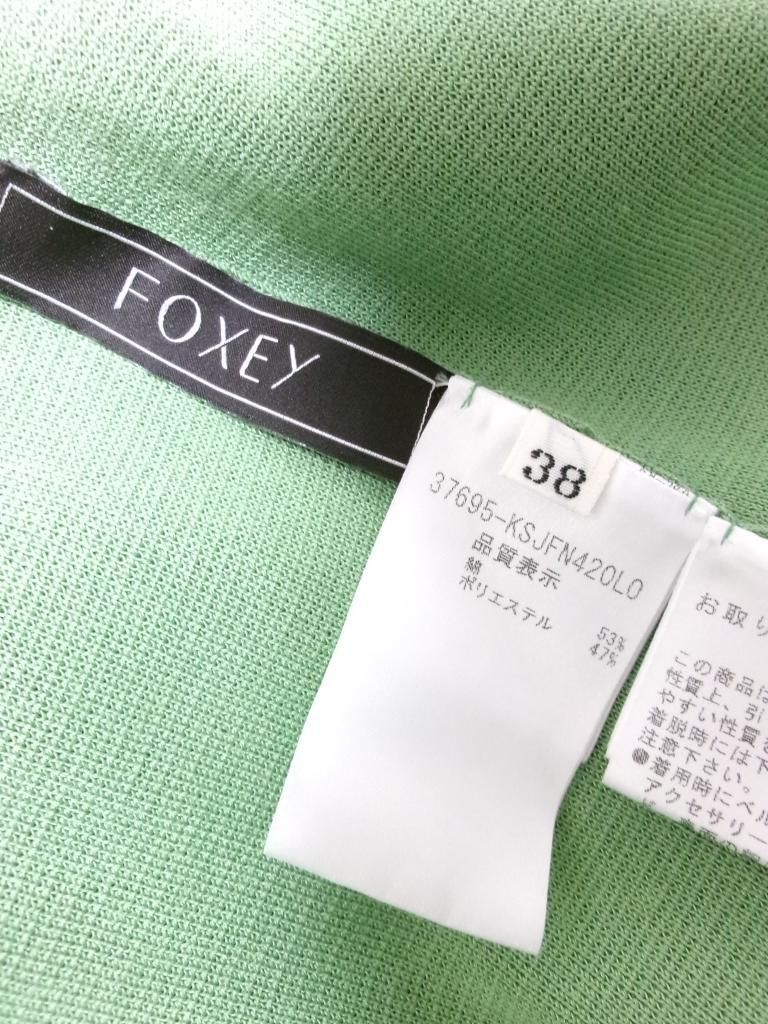 FOXEY
38
37695-KSJFN420LO
品質表示
綿 53%
ポリエステル 47%
お取り
この商品は
性質上、引
やすい性質を
着脱時には下
注意下さい。
●着用時にベル
アクセサリー